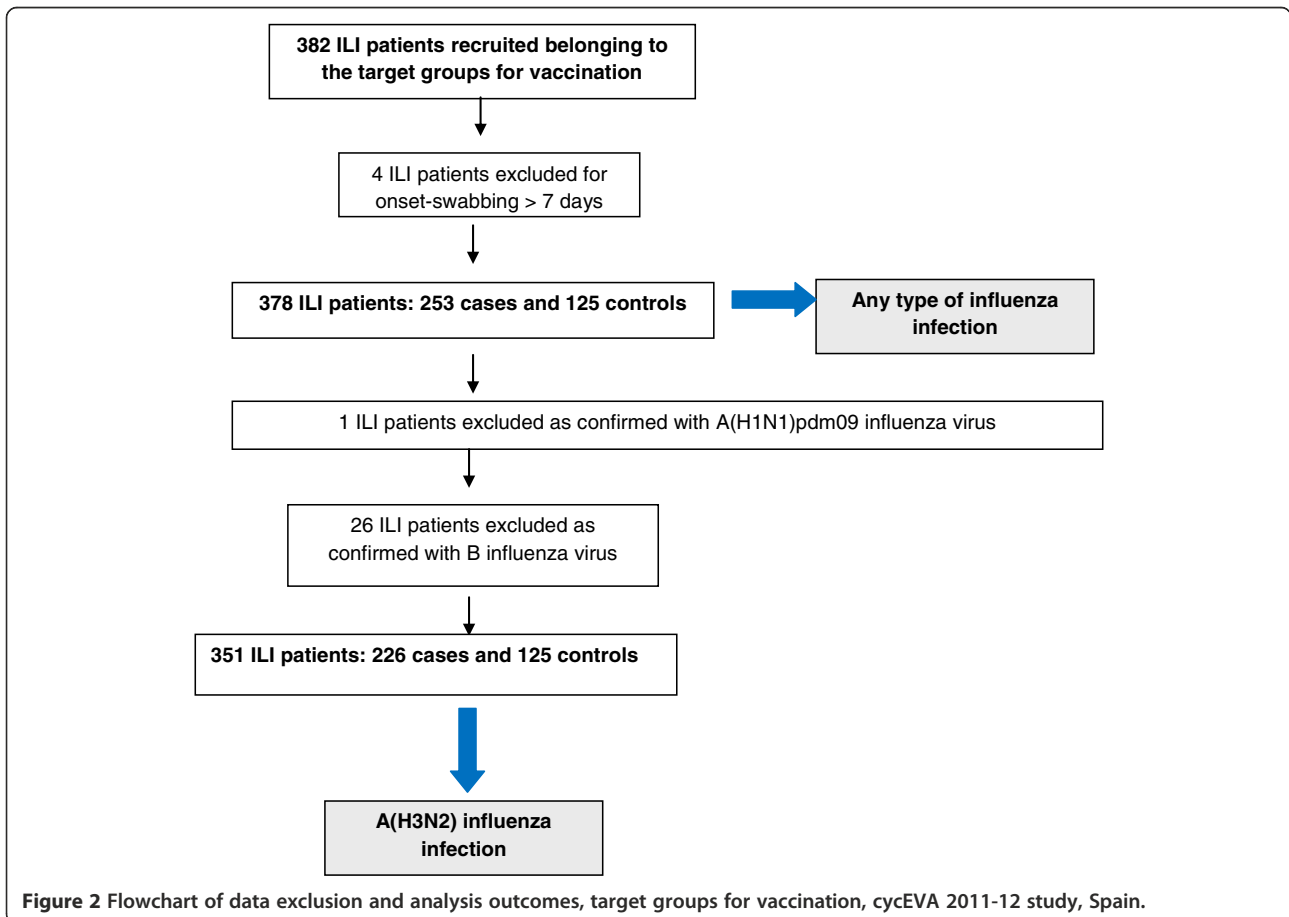 382 ILI patients recruited belonging to
the target groups for vaccination
4 ILI patients excluded for
onset-swabbing > 7 days
378 ILI patients: 253 cases and 125 controls
Any type of influenza
infection
1 ILI patients excluded as confirmed with A(H1N1)pdm09 influenza virus
26 ILI patients excluded as
confirmed with B influenza virus
351 ILI patients: 226 cases and 125 controls
A(H3N2) influenza
infection
Figure 2 Flowchart of data exclusion and analysis outcomes, target groups for vaccination, cycEVA 2011-12 study, Spain.